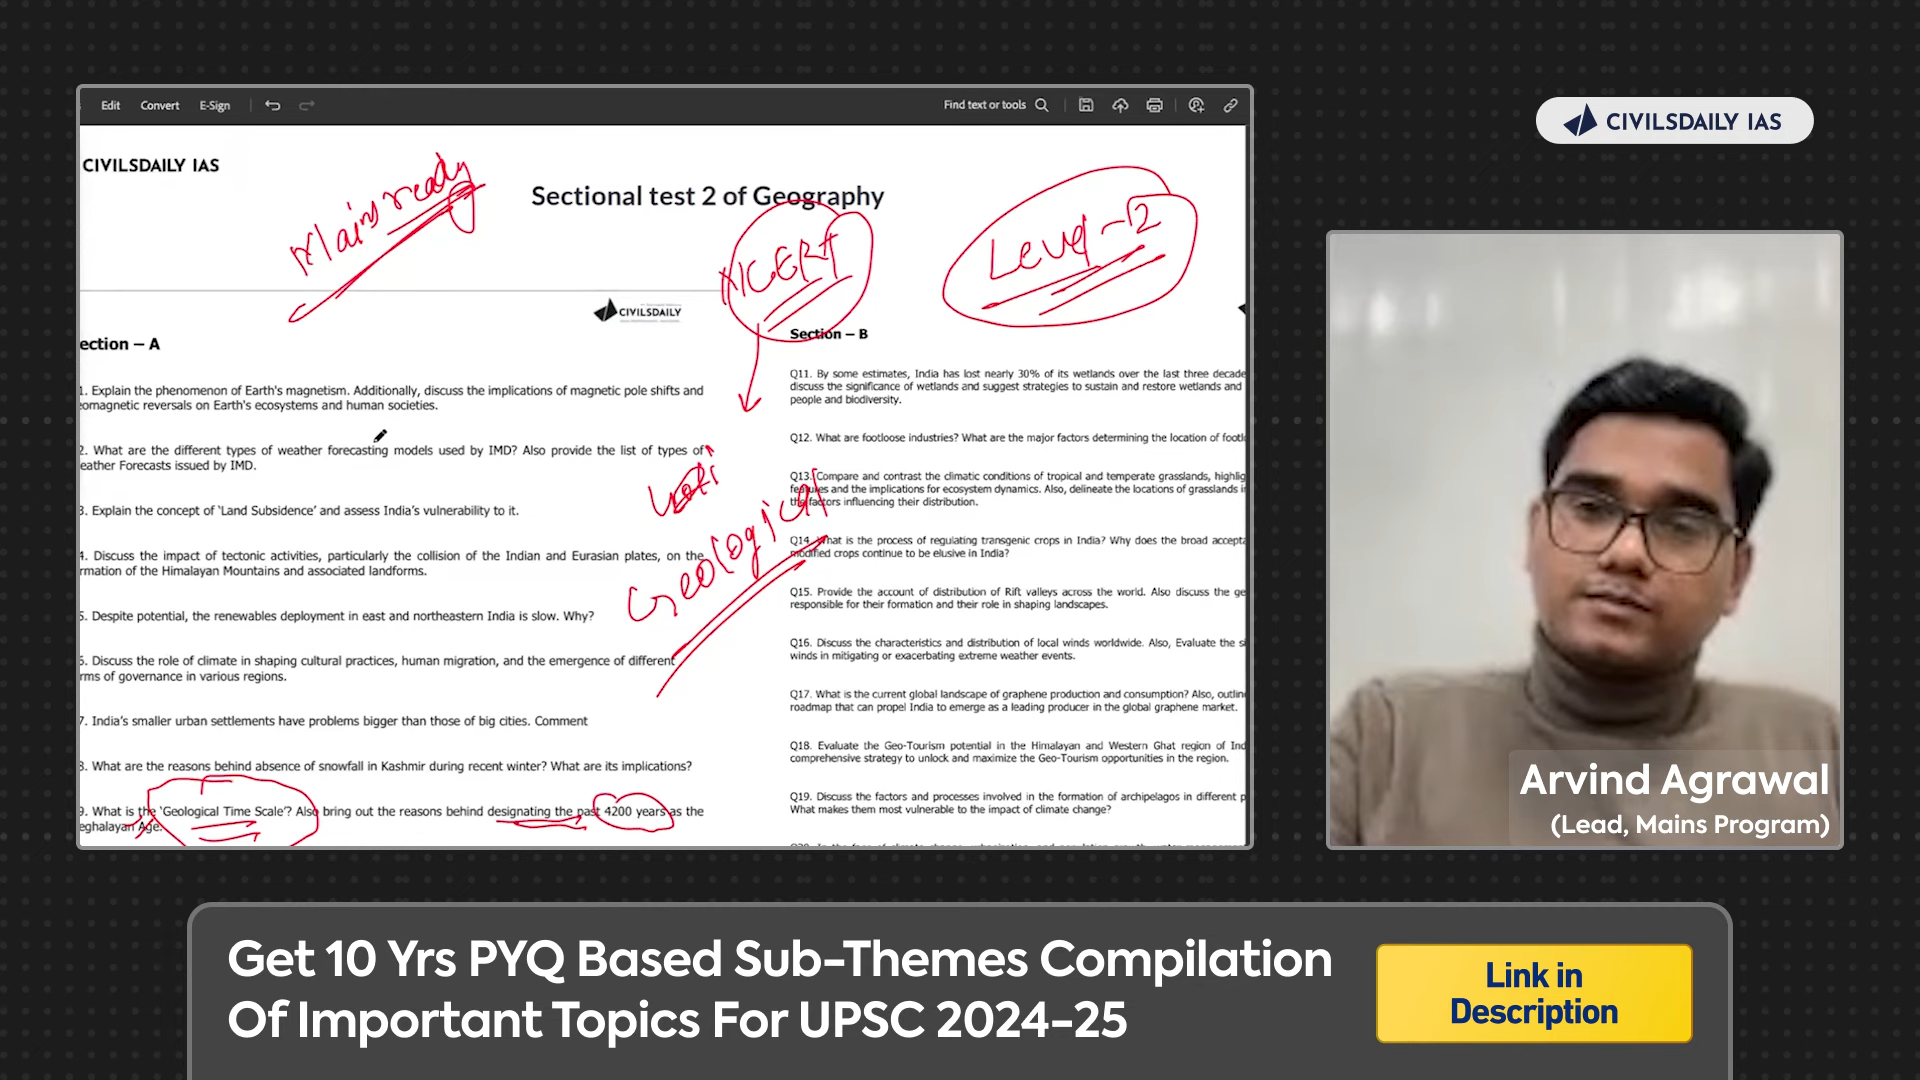 Edit Convert E-Sign Find text or tools
CIVILSDAILY IAS
CIVILSDAILY IAS
Sectional test 2 of Geography
Mains ready
NCERT
Level-2
CIVILSDAILY
ection – A
1. Explain the phenomenon of Earth's magnetism. Additionally, discuss the implications of magnetic pole shifts and
eomagnetic reversals on Earth's ecosystems and human societies.
2. What are the different types of weather forecasting models used by IMD? Also provide the list of types of
eather Forecasts issued by IMD.
3. Explain the concept of 'Land Subsidence' and assess India's vulnerability to it.
4. Discuss the impact of tectonic activities, particularly the collision of the Indian and Eurasian plates, on the
rmation of the Himalayan Mountains and associated landforms.
5. Despite potential, the renewables deployment in east and northeastern India is slow. Why?
6. Discuss the role of climate in shaping cultural practices, human migration, and the emergence of different
rms of governance in various regions.
7. India's smaller urban settlements have problems bigger than those of big cities. Comment
8. What are the reasons behind absence of snowfall in Kashmir during recent winter? What are its implications?
9. What is the 'Geological Time Scale'? Also bring out the reasons behind designating the past 4200 years as the
eghalayan Age.
Geological
Section – B
Q11. By some estimates, India has lost nearly 30% of its wetlands over the last three decade
discuss the significance of wetlands and suggest strategies to sustain and restore wetlands and
people and biodiversity.
Q12. What are footloose industries? What are the major factors determining the location of footl
Q13. Compare and contrast the climatic conditions of tropical and temperate grasslands, highlig
features and the implications for ecosystem dynamics. Also, delineate the locations of grasslands i
the factors influencing their distribution.
Q14. What is the process of regulating transgenic crops in India? Why does the broad accepta
modified crops continue to be elusive in India?
Q15. Provide the account of distribution of Rift valleys across the world. Also discuss the ge
responsible for their formation and their role in shaping landscapes.
Q16. Discuss the characteristics and distribution of local winds worldwide. Also, Evaluate the s
winds in mitigating or exacerbating extreme weather events.
Q17. What is the current global landscape of graphene production and consumption? Also, outlin
roadmap that can propel India to emerge as a leading producer in the global graphene market.
Q18. Evaluate the Geo-Tourism potential in the Himalayan and Western Ghat region of Ind
comprehensive strategy to unlock and maximize the Geo-Tourism opportunities in the region.
Q19. Discuss the factors and processes involved in the formation of archipelagos in different p
What makes them most vulnerable to the impact of climate change?
Arvind Agrawal
(Lead, Mains Program)
Get 10 Yrs PYQ Based Sub-Themes Compilation
Of Important Topics For UPSC 2024-25
Link in
Description